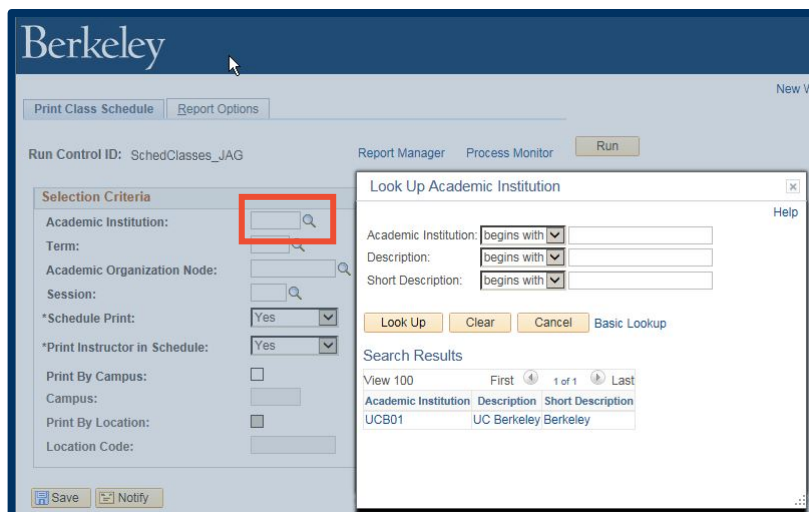 Berkeley
New W
Print Class Schedule Report Options
Run Control ID: SchedClasses_JAG Report Manager Process Monitor Run
Selection Criteria
Academic Institution:
Term:
Academic Organization Node:
Session:
*Schedule Print: Yes
*Print Instructor in Schedule: Yes
Print By Campus:
Campus:
Print By Location:
Location Code:
Save Notify
Look Up Academic Institution
Help
Academic Institution: begins with
Description: begins with
Short Description: begins with
Look Up Clear Cancel Basic Lookup
Search Results
View 100 First 1 of 1 Last
Academic Institution Description Short Description
UCB01 UC Berkeley Berkeley